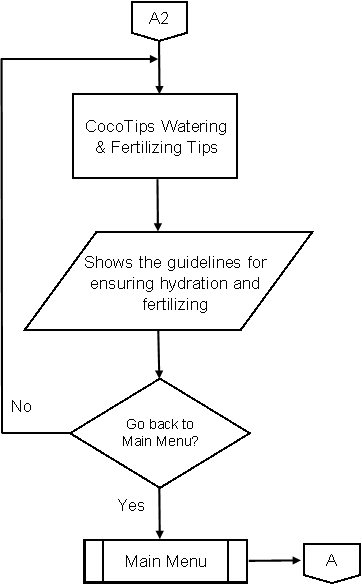 A2
CocoTips Watering
& Fertilizing Tips
Shows the guidelines for
ensuring hydration and
fertilizing
No
Go back to
Main Menu?
Yes
Main Menu
A